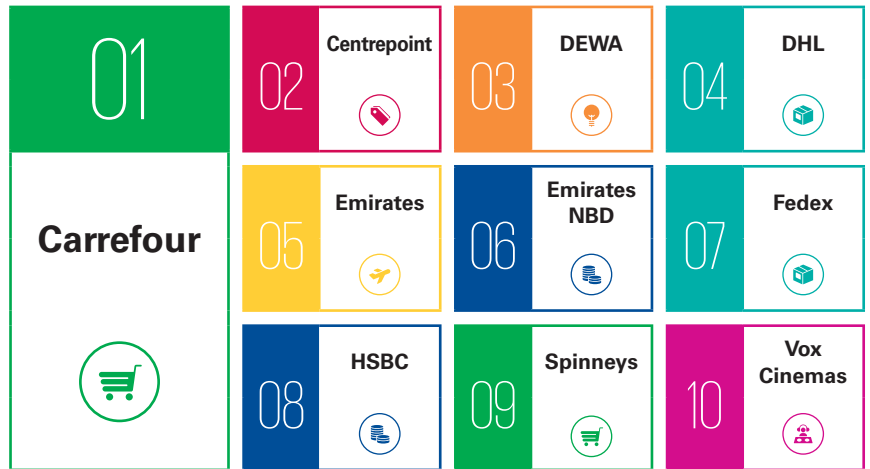 01
Carrefour
02
Centrepoint
03
DEWA
04
DHL
05
Emirates
06
Emirates
NBD
07
Fedex
08
HSBC
09
Spinneys
10
Vox
Cinemas